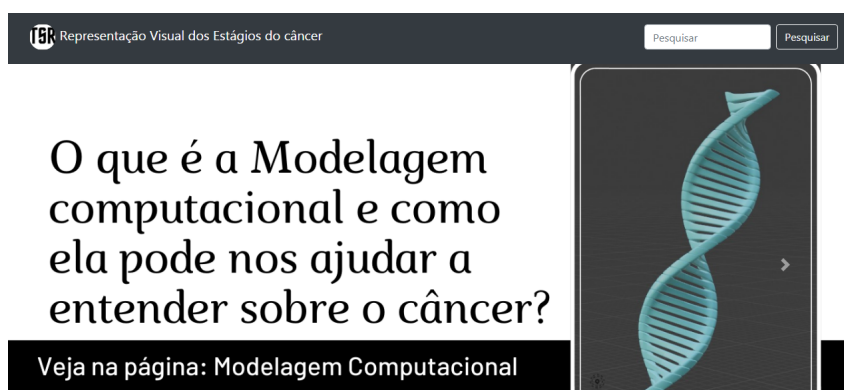 TSR Representação Visual dos Estágios do câncer
Pesquisar
Pesquisar
O que é a Modelagem
computacional e como
ela pode nos ajudar a
entender sobre o câncer?
Veja na página: Modelagem Computacional